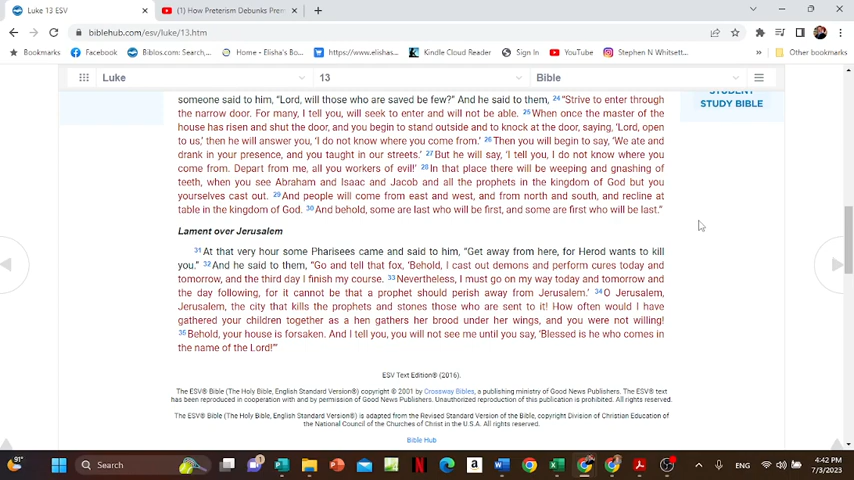 Luke 13 ESV
(1) How Preterism Debunks Prem
biblehub.com/esv/luke/13.htm
Bookmarks
Facebook
Biblos.com: Search,...
Home - Elisha's Bo...
https://www.elishas...
Kindle Cloud Reader
Sign In
YouTube
Stephen N Whitsett...
»
Other bookmarks
Luke
13
Bible
STUDENT
STUDY BIBLE
someone said to him, “Lord, will those who are saved be few?” And he said to them, 24 “Strive to enter through
the narrow door. For many, I tell you, will seek to enter and will not be able. 25 When once the master of the
house has risen and shut the door, and you begin to stand outside and to knock at the door, saying, ‘Lord, open
to us,’ then he will answer you, ‘I do not know where you come from.’ 26 Then you will begin to say, ‘We ate and
drank in your presence, and you taught in our streets.’ 27 But he will say, ‘I tell you, I do not know where you
come from. Depart from me, all you workers of evil!’ 28 In that place there will be weeping and gnashing of
teeth, when you see Abraham and Isaac and Jacob and all the prophets in the kingdom of God but you
yourselves cast out. 29 And people will come from east and west, and from north and south, and recline at
table in the kingdom of God. 30 And behold, some are last who will be first, and some are first who will be last.”
Lament over Jerusalem
31 At that very hour some Pharisees came and said to him, “Get away from here, for Herod wants to kill
you.” 32 And he said to them, “Go and tell that fox, ‘Behold, I cast out demons and perform cures today and
tomorrow, and the third day I finish my course. 33 Nevertheless, I must go on my way today and tomorrow and
the day following, for it cannot be that a prophet should perish away from Jerusalem.’ 34 O Jerusalem,
Jerusalem, the city that kills the prophets and stones those who are sent to it! How often would I have
gathered your children together as a hen gathers her brood under her wings, and you were not willing!
35 Behold, your house is forsaken. And I tell you, you will not see me until you say, ‘Blessed is he who comes in
the name of the Lord!’”
ESV Text Edition® (2016).
The ESV® Bible (The Holy Bible, English Standard Version®) copyright © 2001 by Crossway Bibles, a publishing ministry of Good News Publishers. The ESV® text
has been reproduced in cooperation with and by permission of Good News Publishers. Unauthorized reproduction of this publication is prohibited. All rights reserved.
The ESV® Bible (The Holy Bible, English Standard Version®) is adapted from the Revised Standard Version of the Bible, copyright Division of Christian Education of
the National Council of the Churches of Christ in the U.S.A. All rights reserved.
Bible Hub
91°
Search
ENG
4:42 PM
7/3/2023